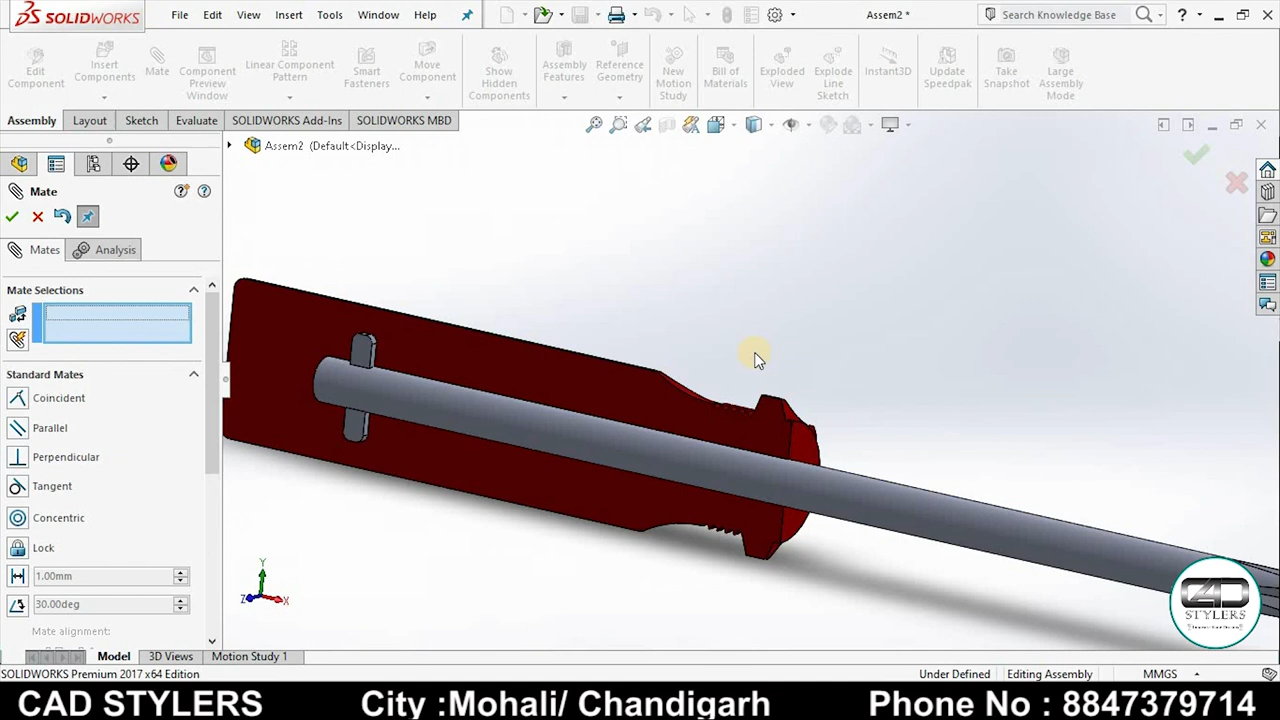 SOLIDWORKS
File Edit View Insert Tools Window Help
Assem2 *
Search Knowledge Base
Edit Component
Insert Components
Mate
Component Preview Window
Linear Component Pattern
Smart Fasteners
Move Component
Show Hidden Components
Assembly Features
Reference Geometry
New Motion Study
Bill of Materials
Exploded View
Explode Line Sketch
Instant3D
Update Speedpak
Take Snapshot
Large Assembly Mode
Assembly Layout Sketch Evaluate SOLIDWORKS Add-Ins SOLIDWORKS MBD
Assem2 (Default<Display...
Mate
Mates Analysis
Mate Selections
Standard Mates
Coincident
Parallel
Perpendicular
Tangent
Concentric
Lock
1.00mm
30.00deg
Mate alignment:
Y
Z X
STYLERS
Model 3D Views Motion Study 1
SOLIDWORKS Premium 2017 x64 Edition
Under Defined Editing Assembly MMGS
CAD STYLERS City :Mohali/ Chandigarh Phone No : 8847379714